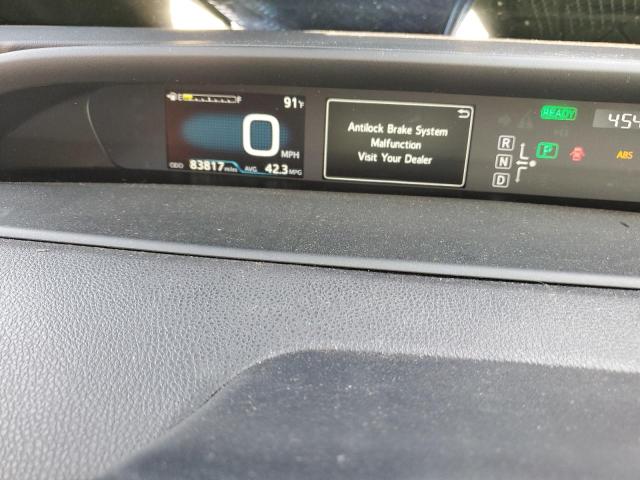 E F 91°F
0 MPH
ODO 83817 miles AVG. 42.3 MPG
Antilock Brake System
Malfunction
Visit Your Dealer
READY
454
R
N P ABS
D